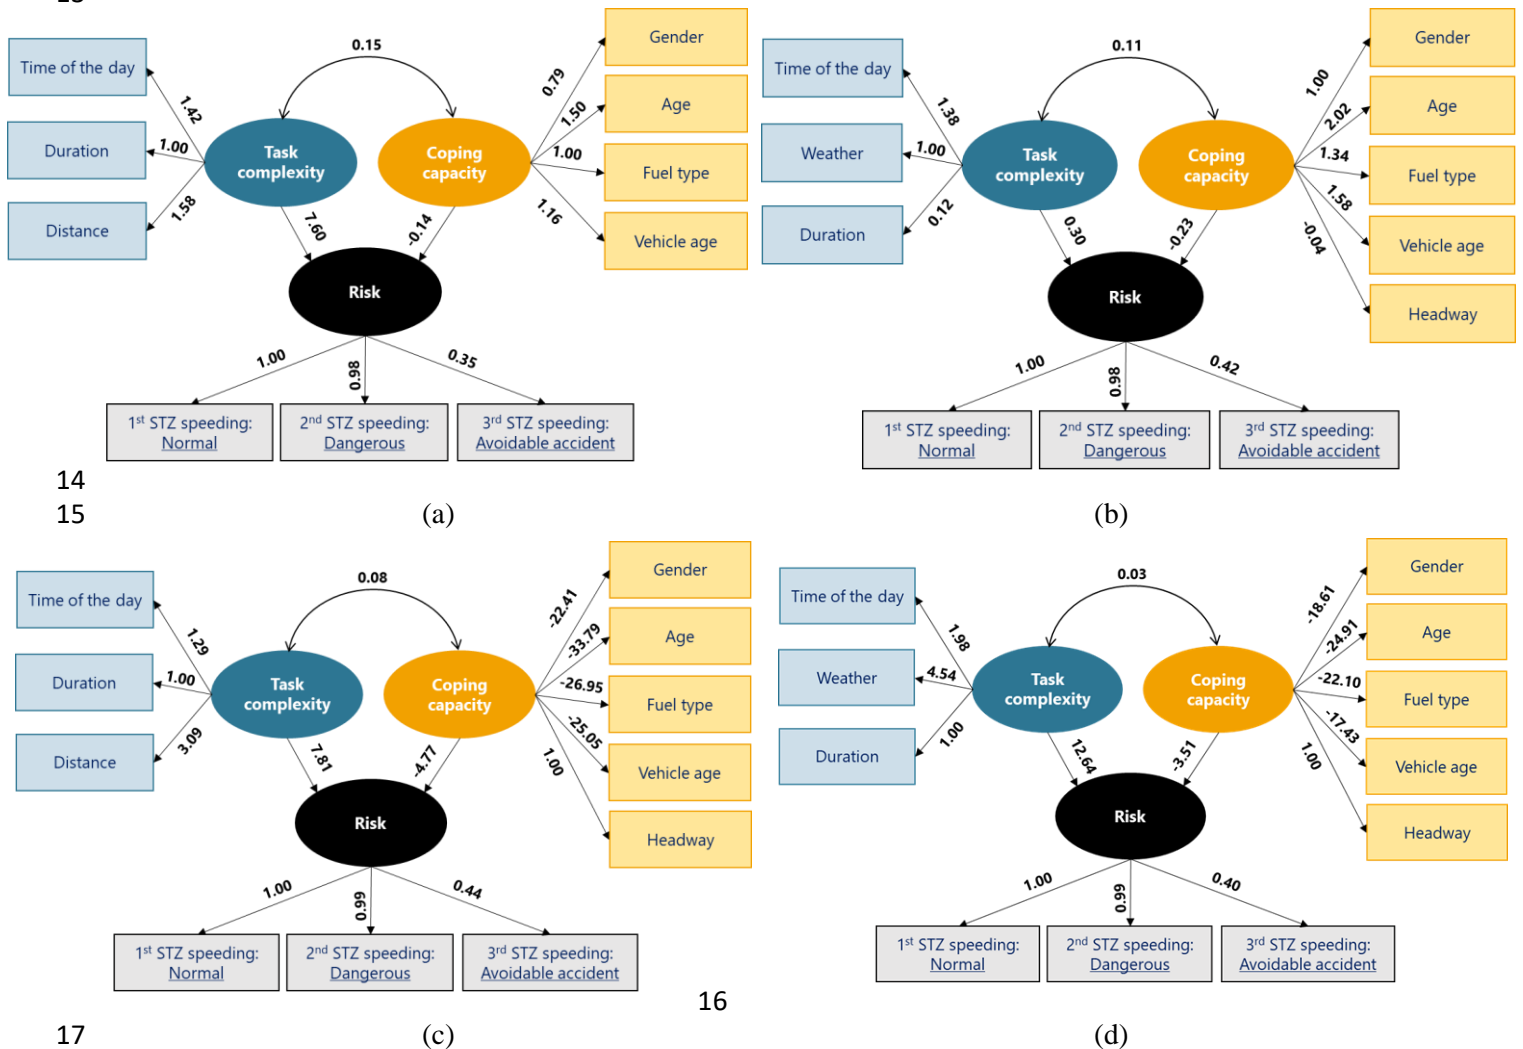 0.15
Gender
Time of the day
0.79
1.42
1.50
Age
Duration
1.00
Task
complexity
Coping
capacity
1.00
Fuel type
1.58
1.16
Distance
7.60
-0.14
Vehicle age
Risk
1.00
0.98
0.35
1st STZ speeding:
Normal
2nd STZ speeding:
Dangerous
3rd STZ speeding:
Avoidable accident
0.11
Gender
Time of the day
1.00
1.38
2.02
Age
Weather
1.00
Task
complexity
Coping
capacity
1.34
Fuel type
0.12
1.58
Duration
0.30
-0.23
-0.04
Vehicle age
Risk
Headway
1.00
0.98
0.42
1st STZ speeding:
Normal
2nd STZ speeding:
Dangerous
3rd STZ speeding:
Avoidable accident
14
15
(a)
(b)
0.08
Gender
Time of the day
-22.41
1.29
-33.79
Age
Duration
1.00
Task
complexity
Coping
capacity
-26.95
Fuel type
3.09
-25.05
Distance
7.81
-4.77
1.00
Vehicle age
Risk
Headway
1.00
0.99
0.44
1st STZ speeding:
Normal
2nd STZ speeding:
Dangerous
3rd STZ speeding:
Avoidable accident
0.03
Gender
Time of the day
-18.61
1.98
-24.91
Age
Weather
4.54
Task
complexity
Coping
capacity
-22.10
Fuel type
1.00
-17.43
Duration
12.64
-3.51
1.00
Vehicle age
Risk
Headway
1.00
0.99
0.40
1st STZ speeding:
Normal
2nd STZ speeding:
Dangerous
3rd STZ speeding:
Avoidable accident
16
17
(c)
(d)